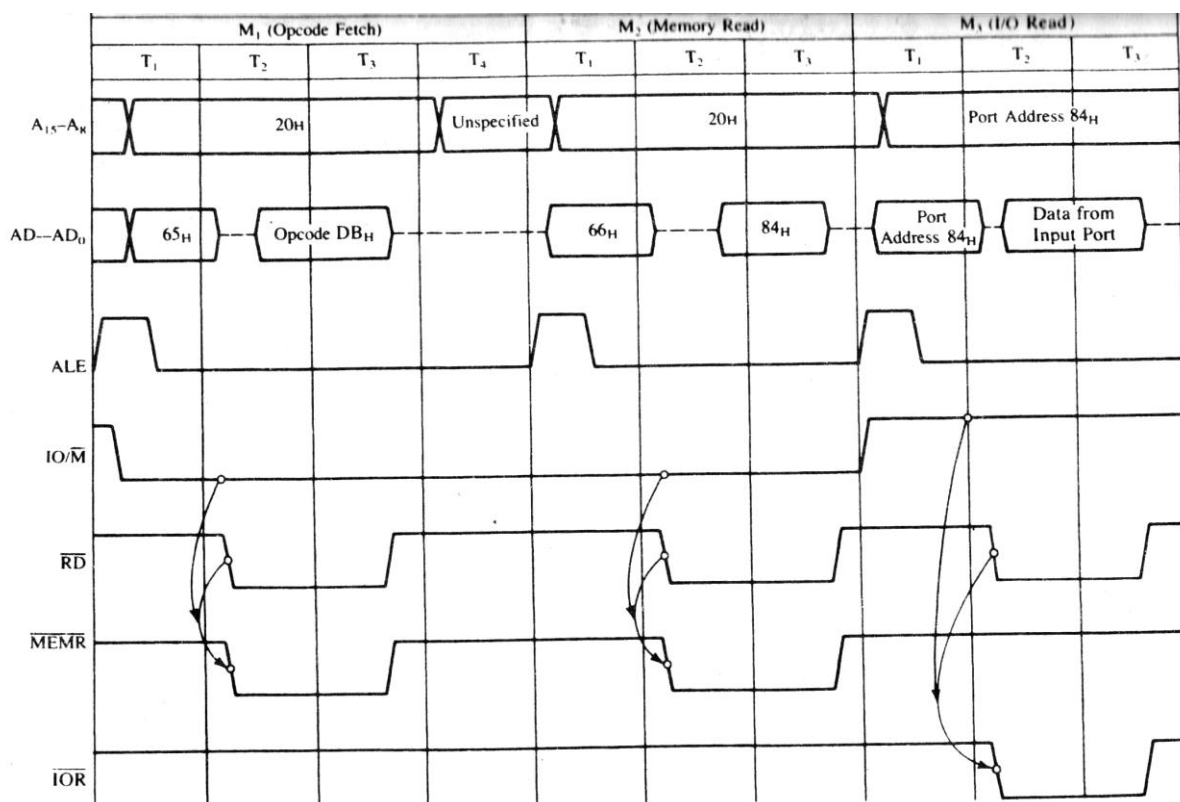 M₁ (Opcode Fetch) M₂ (Memory Read) M₃ (I/O Read)
T₁ T₂ T₃ T₄ T₁ T₂ T₃ T₁ T₂ T₃
A₁₅–A₈ 20H Unspecified 20H Port Address 84H
AD––AD₀ 65H Opcode DBH 66H 84H Port Address 84H Data from Input Port
ALE
IO/M̅
R̅D̅
M̅E̅M̅R̅
I̅O̅R̅